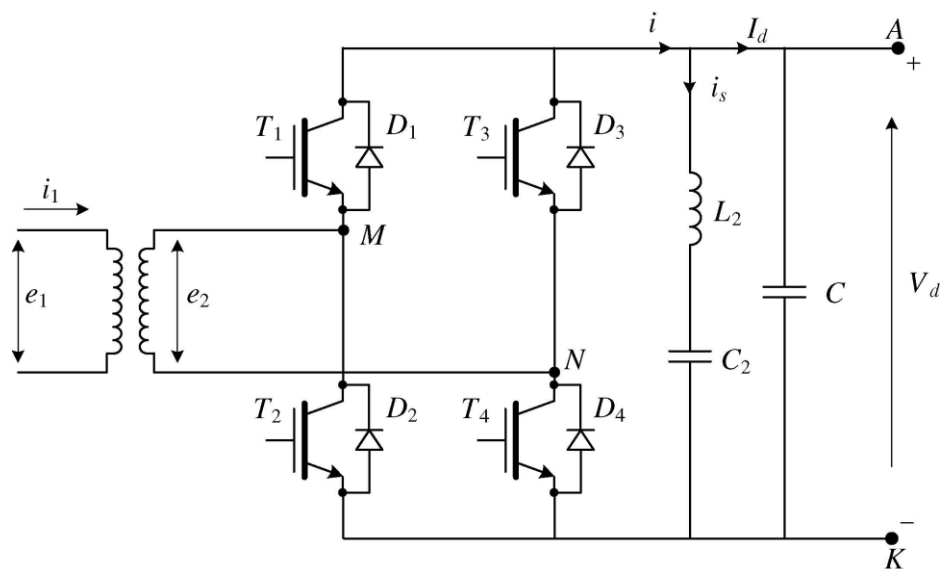 i I_d A
+
i_s
T_1 D_1 T_3 D_3
i_1
M
L_2
e_1 e_2 C V_d
N
C_2
T_2 D_2 T_4 D_4
−
K